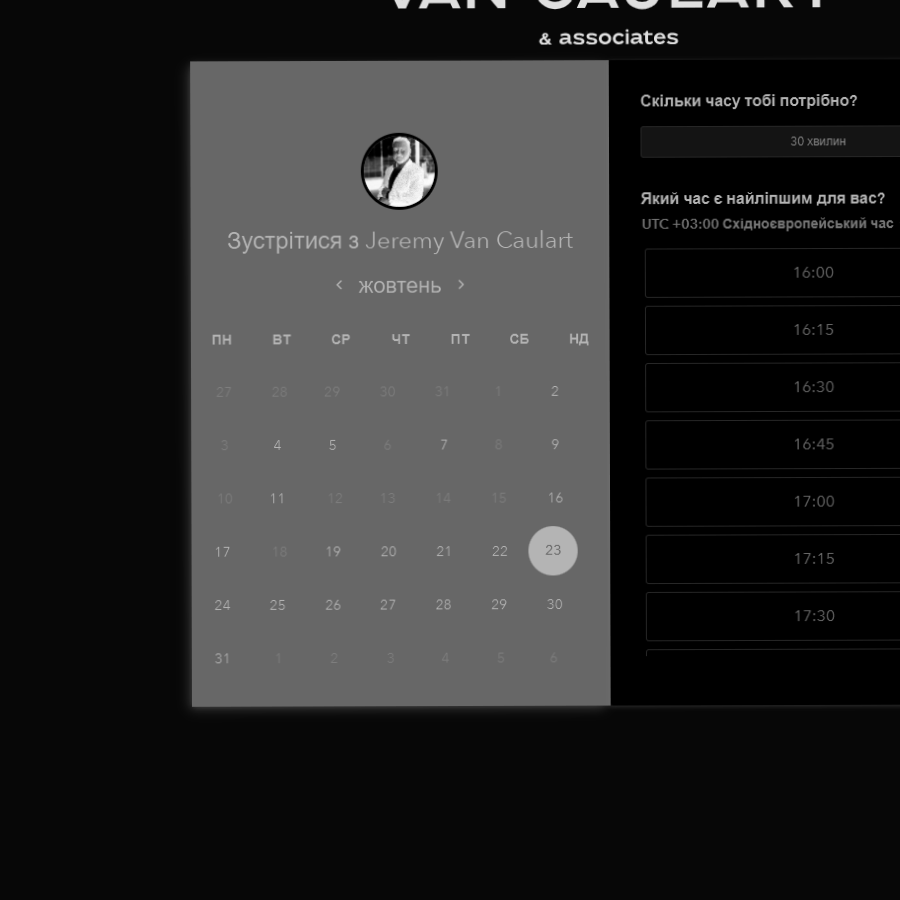 VAN CAULART
& associates
Зустрітися з Jeremy Van Caulart
жовтень
ПН ВТ СР ЧТ ПТ СБ НД
27 28 29 30 31 1 2
3 4 5 6 7 8 9
10 11 12 13 14 15 16
17 18 19 20 21 22 23
24 25 26 27 28 29 30
31 1 2 3 4 5 6
Скільки часу тобі потрібно?
30 хвилин
Який час є найліпшим для вас?
UTC +03:00 Східноєвропейський час
16:00
16:15
16:30
16:45
17:00
17:15
17:30